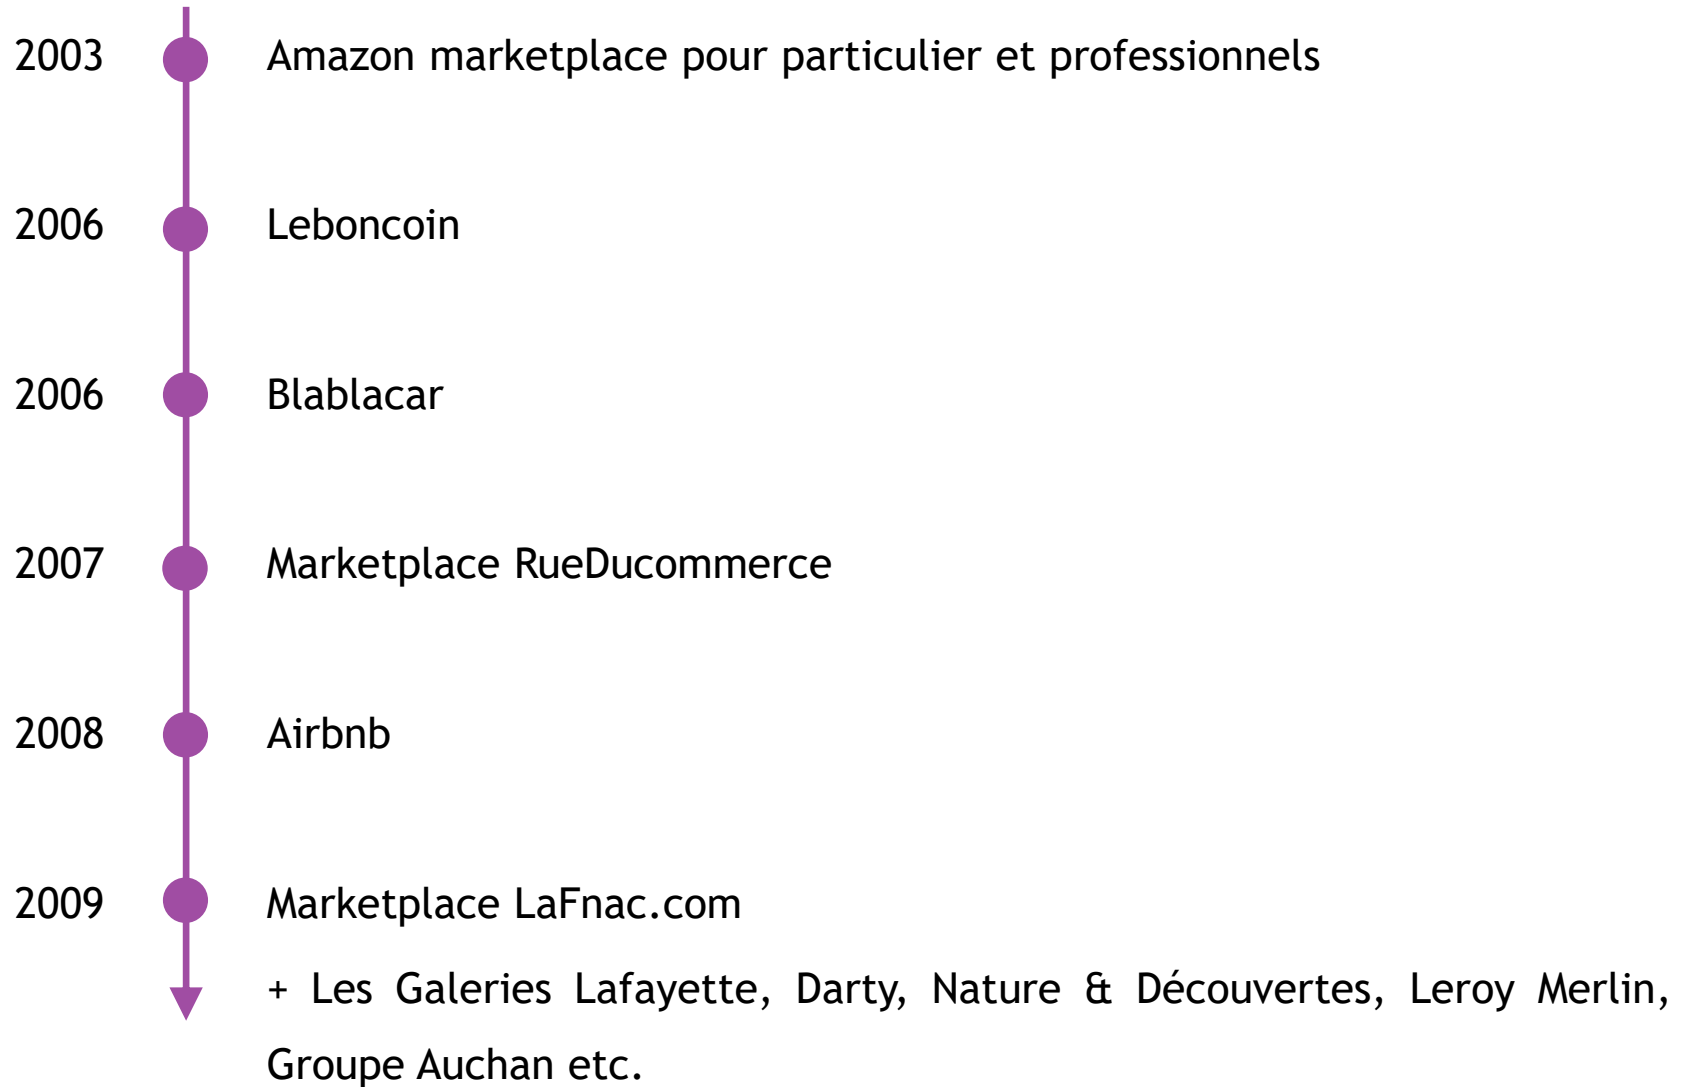 2003 Amazon marketplace pour particulier et professionnels
2006 Leboncoin
2006 Blablacar
2007 Marketplace RueDucommerce
2008 Airbnb
2009 Marketplace LaFnac.com
+ Les Galeries Lafayette, Darty, Nature & Découvertes, Leroy Merlin,
Groupe Auchan etc.